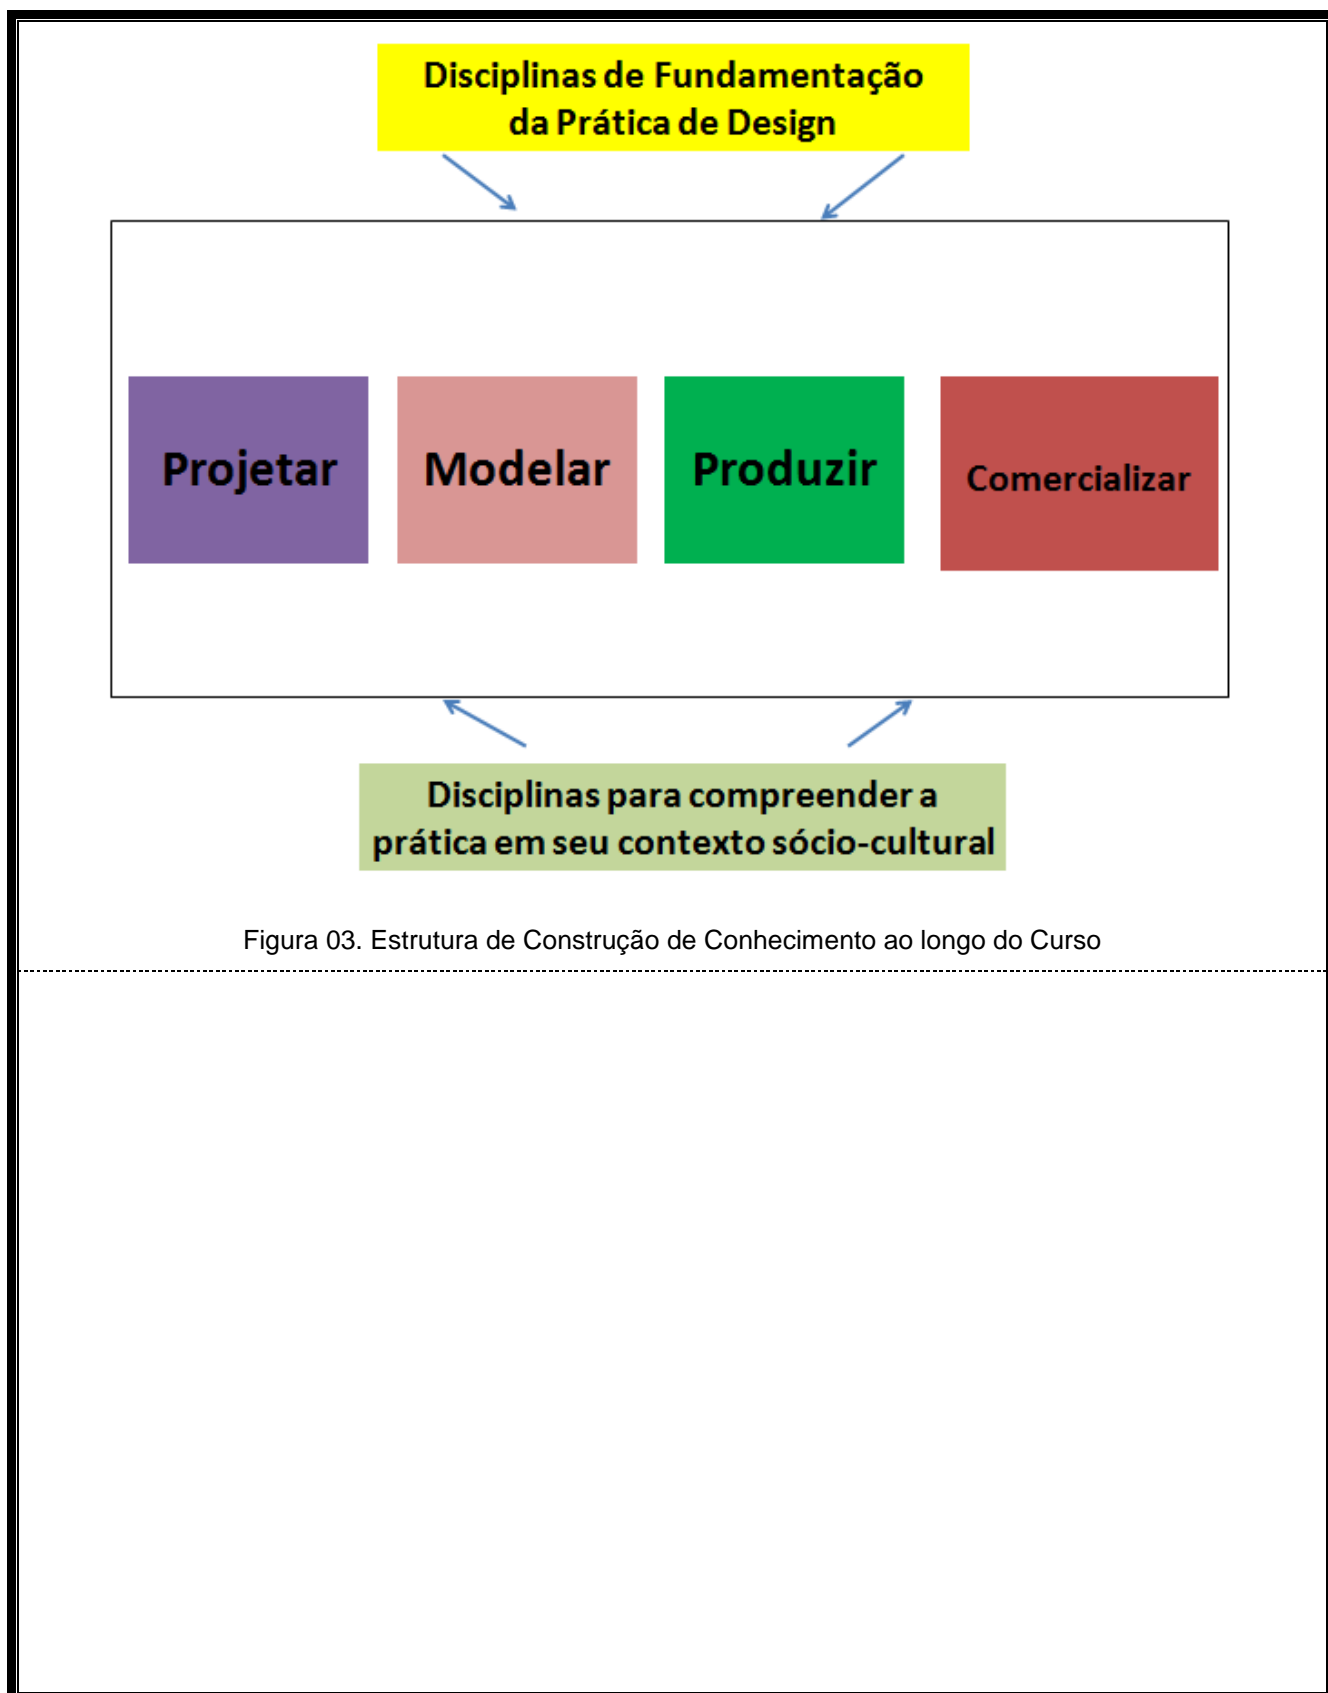 Disciplinas de Fundamentação
da Prática de Design
Projetar
Modelar
Produzir
Comercializar
Disciplinas para compreender a
prática em seu contexto sócio-cultural
Figura 03. Estrutura de Construção de Conhecimento ao longo do Curso